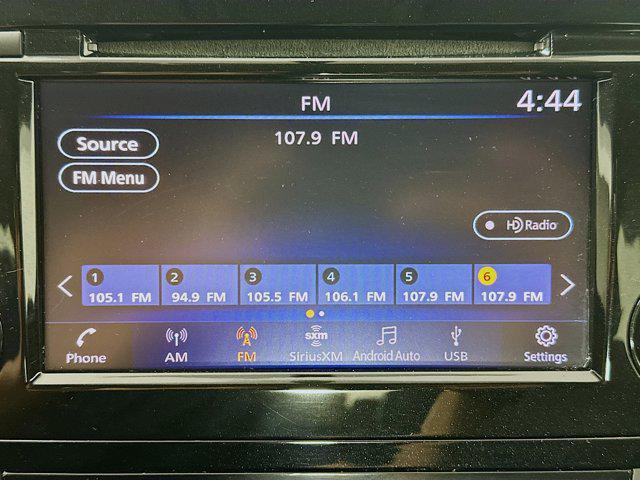 FM
4:44
107.9 FM
Source
FM Menu
HD Radio
1 2 3 4 5 6
105.1 FM 94.9 FM 105.5 FM 106.1 FM 107.9 FM 107.9 FM
sxm
Phone AM FM SiriusXM Android Auto USB Settings